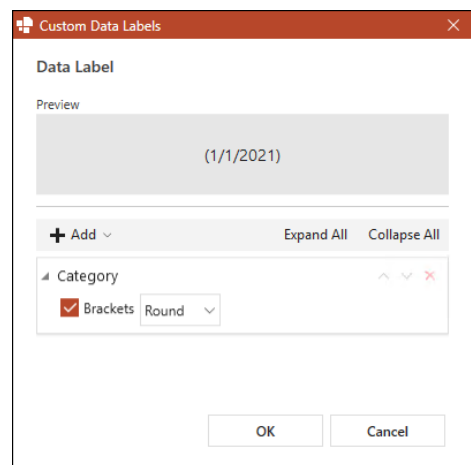 Custom Data Labels
Data Label
Preview
(1/1/2021)
Add
Expand All
Collapse All
Category
Brackets
Round
OK
Cancel